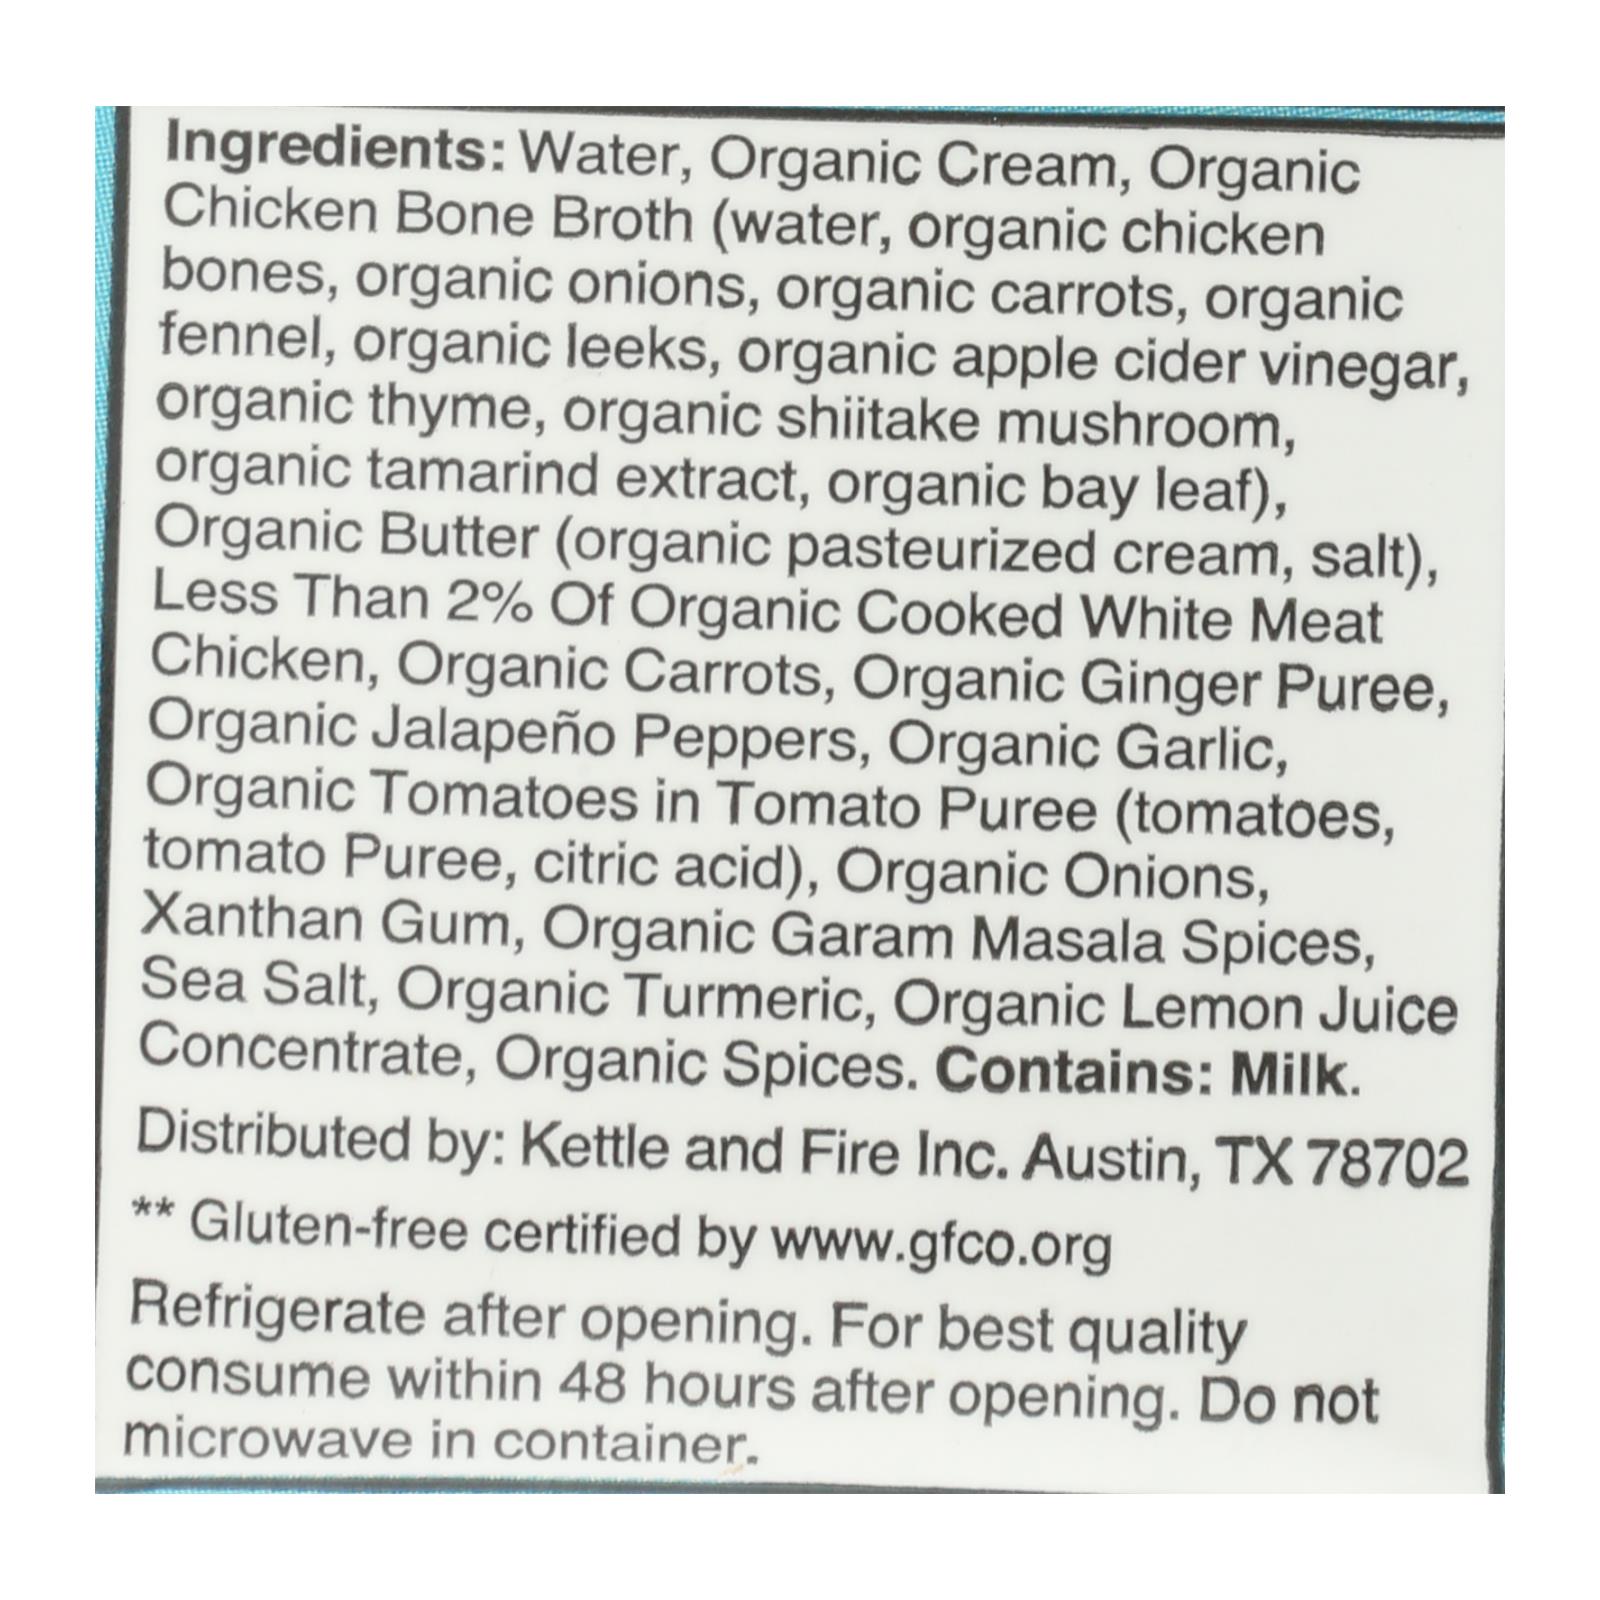 Ingredients: Water, Organic Cream, Organic
Chicken Bone Broth (water, organic chicken
bones, organic onions, organic carrots, organic
fennel, organic leeks, organic apple cider vinegar,
organic thyme, organic shiitake mushroom,
organic tamarind extract, organic bay leaf),
Organic Butter (organic pasteurized cream, salt),
Less Than 2% Of Organic Cooked White Meat
Chicken, Organic Carrots, Organic Ginger Puree,
Organic Jalapeño Peppers, Organic Garlic,
Organic Tomatoes in Tomato Puree (tomatoes,
tomato Puree, citric acid), Organic Onions,
Xanthan Gum, Organic Garam Masala Spices,
Sea Salt, Organic Turmeric, Organic Lemon Juice
Concentrate, Organic Spices. Contains: Milk.
Distributed by: Kettle and Fire Inc. Austin, TX 78702
** Gluten-free certified by www.gfco.org
Refrigerate after opening. For best quality
consume within 48 hours after opening. Do not
microwave in container.